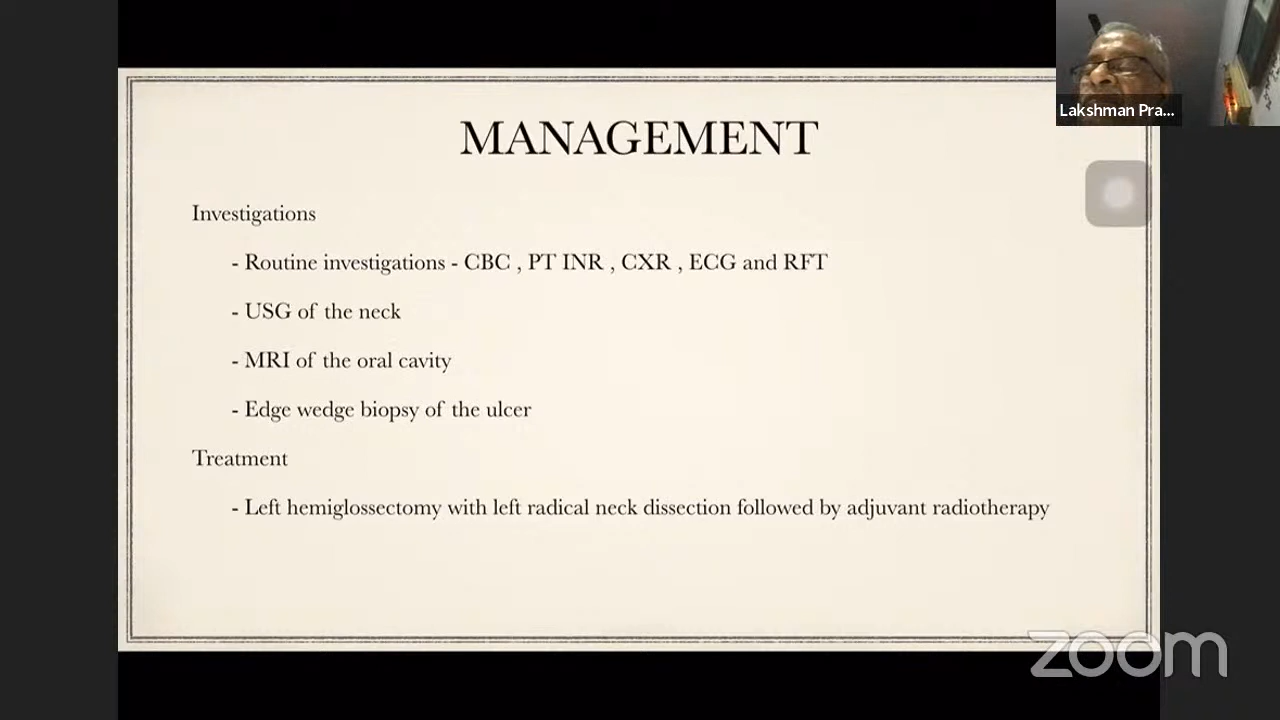 Lakshman Pra...
MANAGEMENT
Investigations
- Routine investigations - CBC , PT INR , CXR , ECG and RFT
- USG of the neck
- MRI of the oral cavity
- Edge wedge biopsy of the ulcer
Treatment
- Left hemiglossectomy with left radical neck dissection followed by adjuvant radiotherapy
zoom